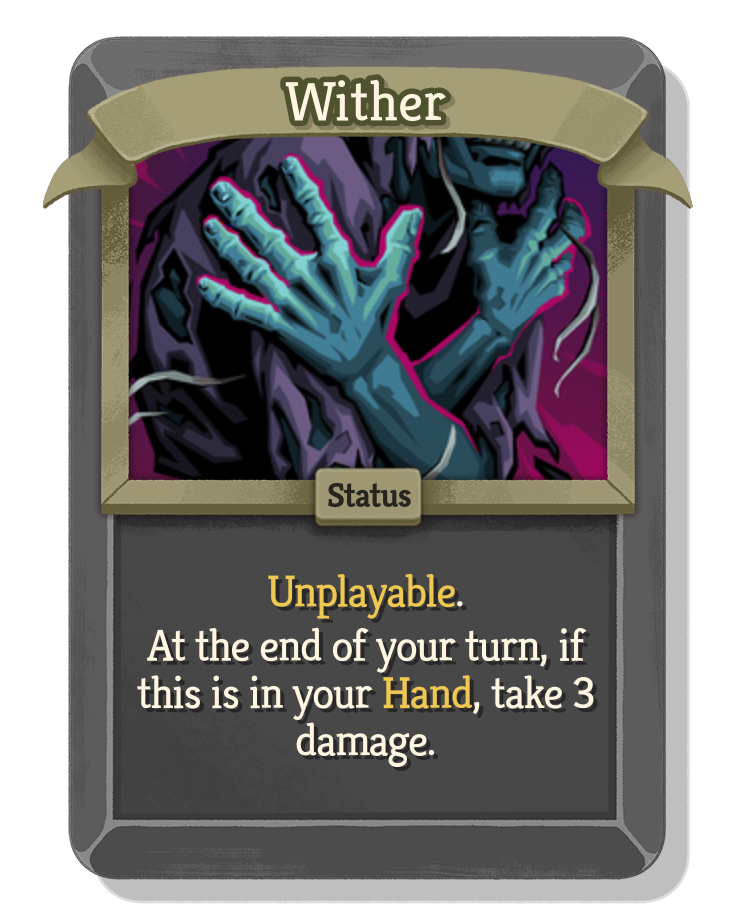 Wither
Status
Unplayable.
At the end of your turn, if
this is in your Hand, take 3
damage.